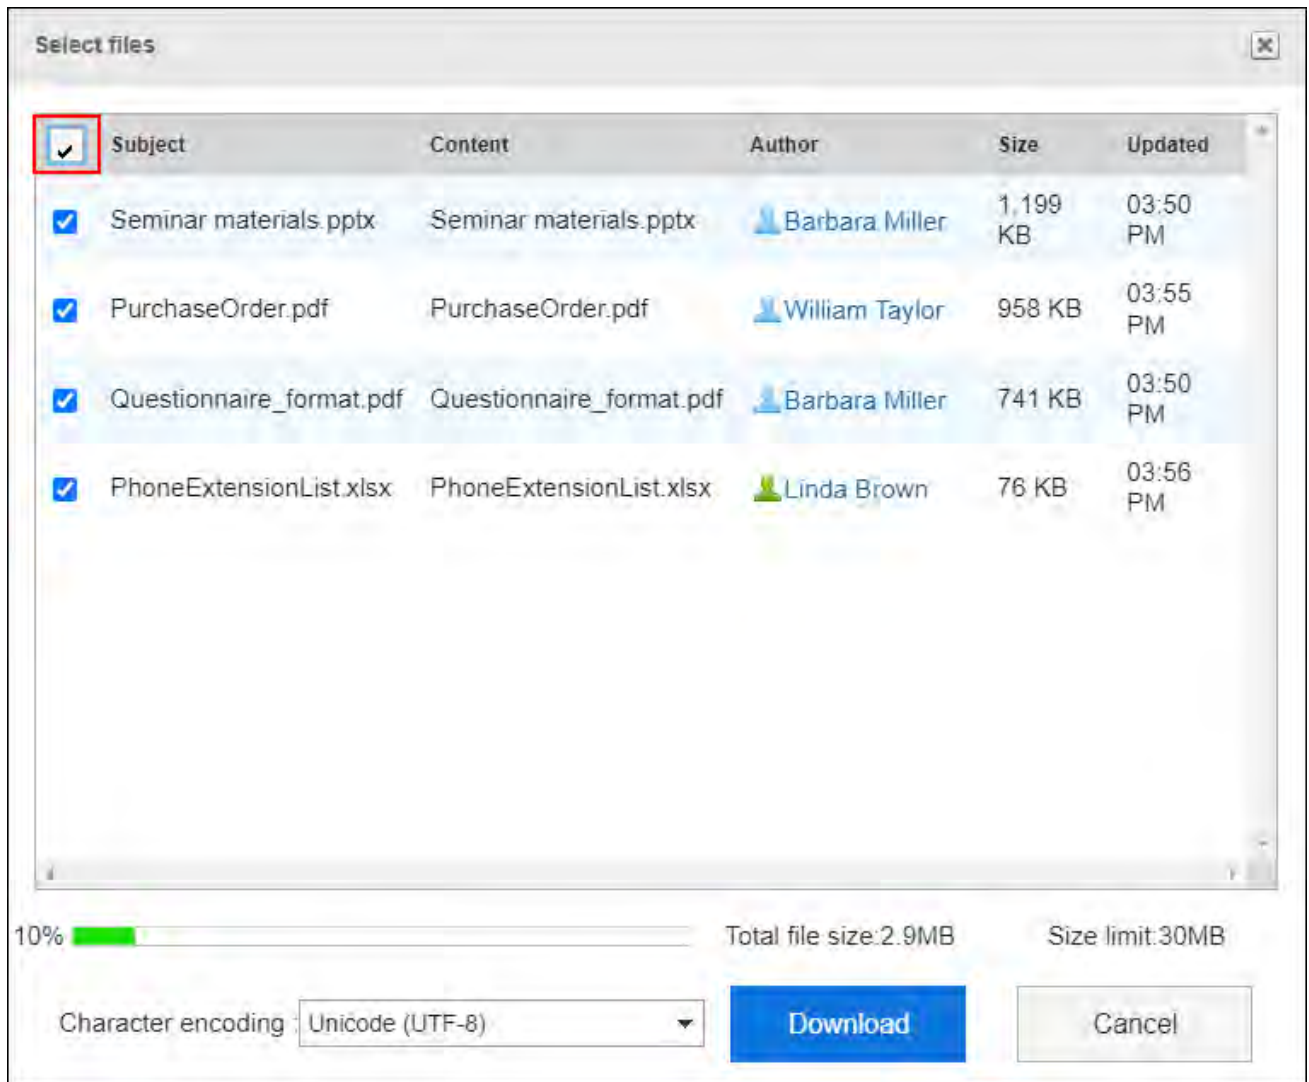 Select files
Subject Content Author Size Updated
Seminar materials.pptx Seminar materials.pptx Barbara Miller 1,199 KB 03:50 PM
PurchaseOrder.pdf PurchaseOrder.pdf William Taylor 958 KB 03:55 PM
Questionnaire_format.pdf Questionnaire_format.pdf Barbara Miller 741 KB 03:50 PM
PhoneExtensionList.xlsx PhoneExtensionList.xlsx Linda Brown 76 KB 03:56 PM
10% Total file size:2.9MB Size limit:30MB
Character encoding : Unicode (UTF-8) Download Cancel